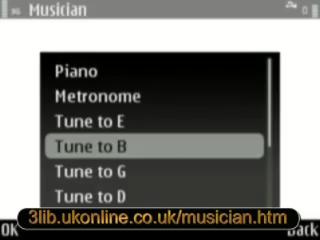 3G Musician
Piano
Metronome
Tune to E
Tune to B
Tune to G
Tune to D
3lib.ukonline.co.uk/musician.htm
OK Back